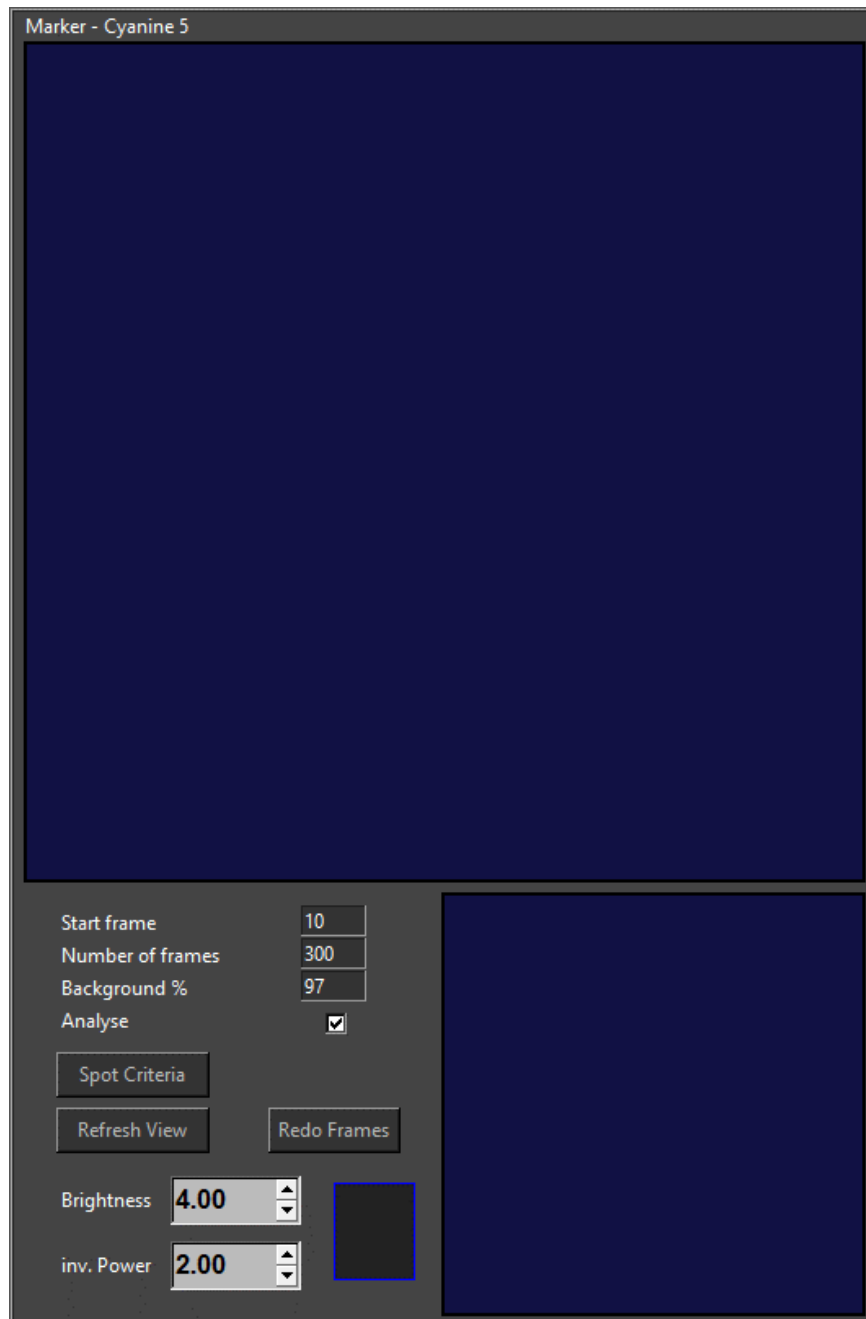 Marker - Cyanine 5
Start frame 10
Number of frames 300
Background % 97
Analyse
Spot Criteria
Refresh View Redo Frames
Brightness 4.00
inv. Power 2.00